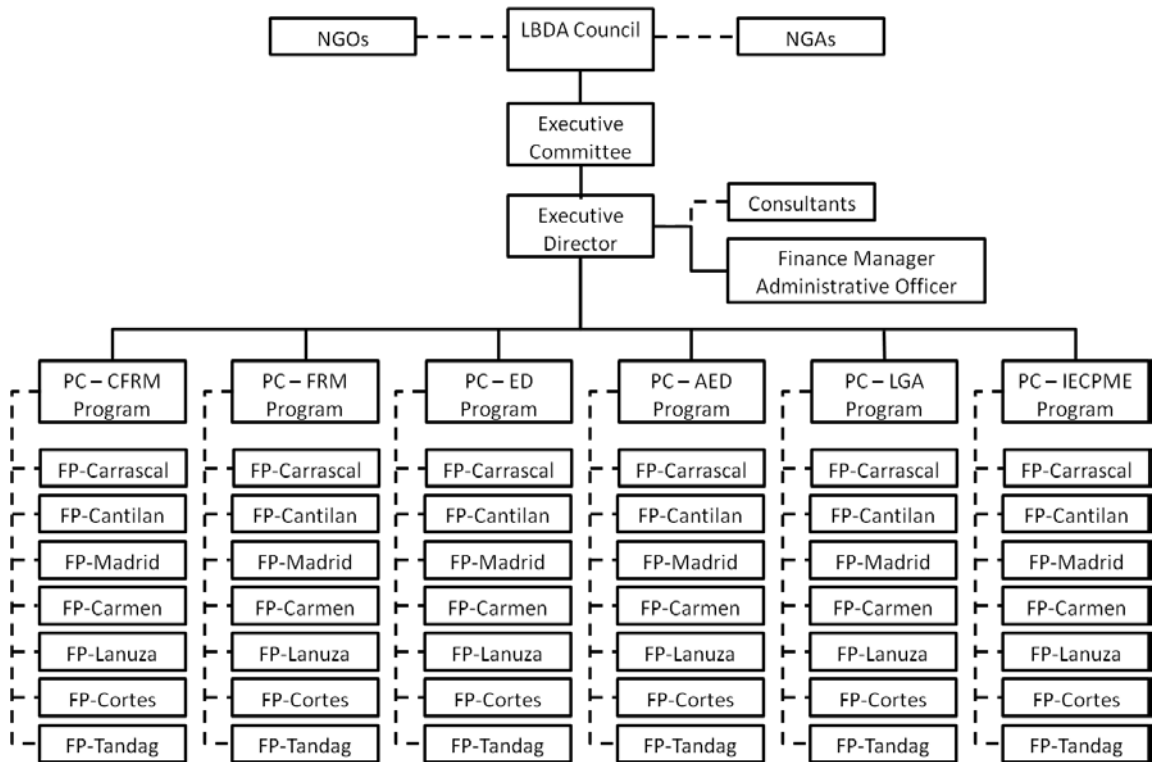 NGOs
LBDA Council
NGAs
Executive
Committee
Executive
Director
Consultants
Finance Manager
Administrative Officer
PC – CFRM
Program
PC – FRM
Program
PC – ED
Program
PC – AED
Program
PC – LGA
Program
PC – IECPME
Program
FP-Carrascal
FP-Carrascal
FP-Carrascal
FP-Carrascal
FP-Carrascal
FP-Carrascal
FP-Cantilan
FP-Cantilan
FP-Cantilan
FP-Cantilan
FP-Cantilan
FP-Cantilan
FP-Madrid
FP-Madrid
FP-Madrid
FP-Madrid
FP-Madrid
FP-Madrid
FP-Carmen
FP-Carmen
FP-Carmen
FP-Carmen
FP-Carmen
FP-Carmen
FP-Lanuza
FP-Lanuza
FP-Lanuza
FP-Lanuza
FP-Lanuza
FP-Lanuza
FP-Cortes
FP-Cortes
FP-Cortes
FP-Cortes
FP-Cortes
FP-Cortes
FP-Tandag
FP-Tandag
FP-Tandag
FP-Tandag
FP-Tandag
FP-Tandag